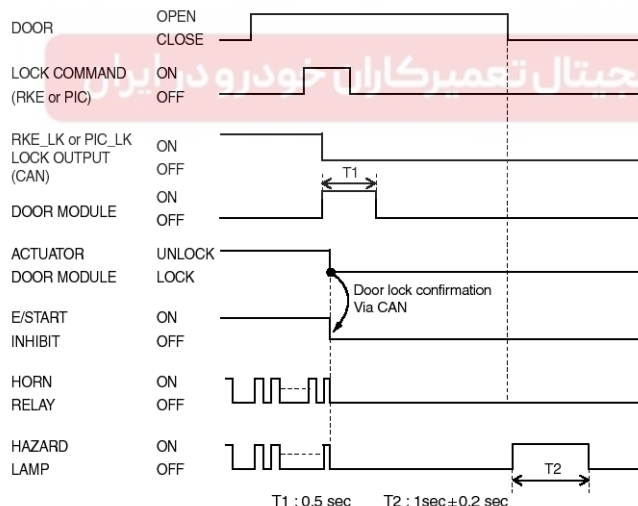 DOOR OPEN
CLOSE
جیتال تعمیرکاران خودرو در ایران
LOCK COMMAND ON
(RKE or PIC) OFF
RKE_LK or PIC_LK
LOCK OUTPUT ON
(CAN) OFF
T1
ON
DOOR MODULE OFF
ACTUATOR UNLOCK
DOOR MODULE LOCK
Door lock confirmation
Via CAN
E/START ON
INHIBIT OFF
HORN ON
RELAY OFF
HAZARD ON
LAMP OFF
T2
T1 : 0.5 sec T2 : 1sec±0.2 sec